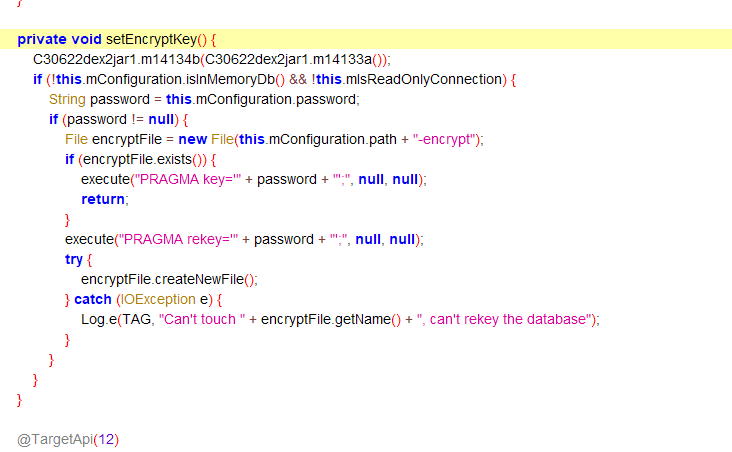 }
private void setEncryptKey() {
C30622dex2jar1.m14134b(C30622dex2jar1.m14133a());
if (!this.mConfiguration.isInMemoryDb() && !this.mIsReadOnlyConnection) {
String password = this.mConfiguration.password;
if (password != null) {
File encryptFile = new File(this.mConfiguration.path + "-encrypt");
if (encryptFile.exists()) {
execute("PRAGMA key='" + password + "';", null, null);
return;
}
execute("PRAGMA rekey='" + password + "';", null, null);
try {
encryptFile.createNewFile();
} catch (IOException e) {
Log.e(TAG, "Can't touch " + encryptFile.getName() + ", can't rekey the database");
}
}
}
}
@TargetApi(12)